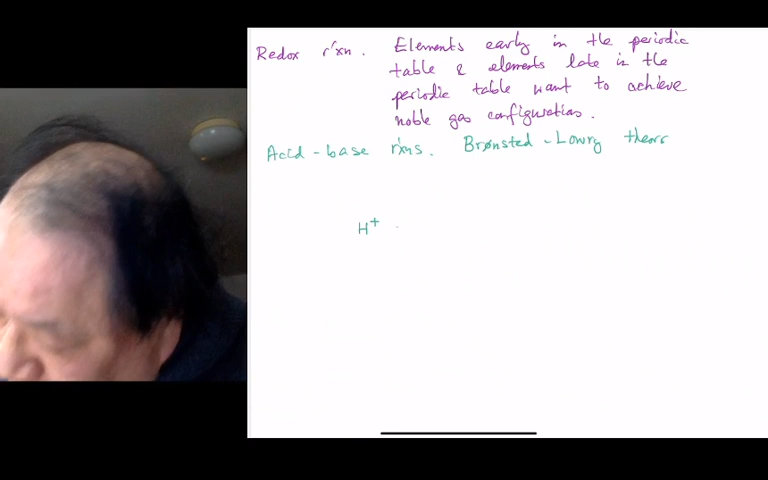 Redox r'xn. Elements early in the periodic
table & elements late in the
periodic table want to achieve
noble gas configuration.
Acid-base r'xns. Brønsted-Lowry theory
H⁺